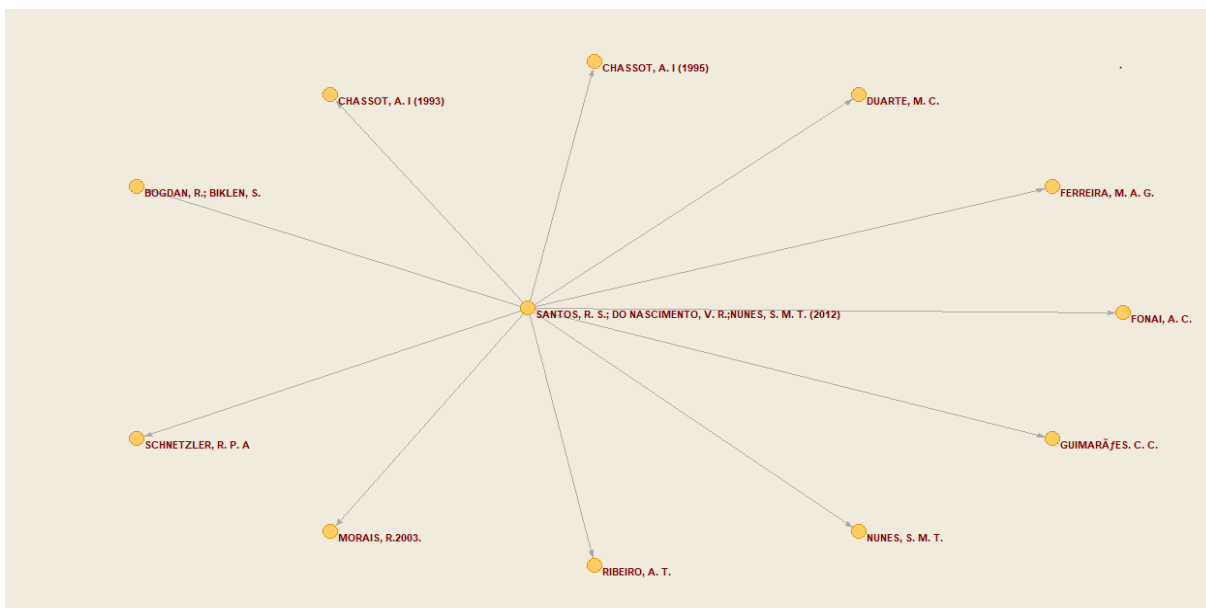 CHASSOT, A. I (1995)
CHASSOT, A. I (1993)
DUARTE, M. C.
BOGDAN, R.; BIKLEN, S.
FERREIRA, M. A. G.
SANTOS, R. S.; DO NASCIMENTO, V. R.;NUNES, S. M. T. (2012)
FONAI, A. C.
SCHNETZLER, R. P. A
GUIMARÃƒES. C. C.
MORAIS, R.2003.
NUNES, S. M. T.
RIBEIRO, A. T.